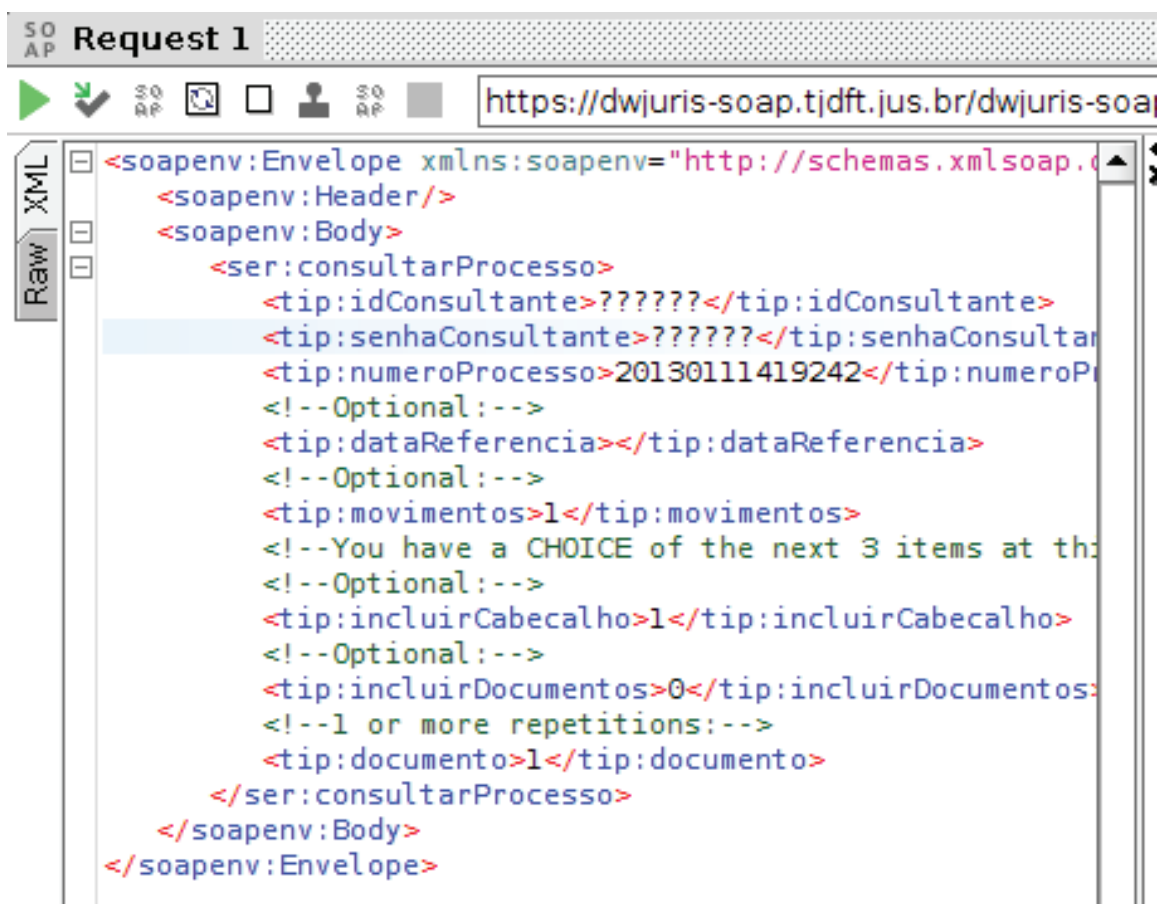 SOAP Request 1
https://dwjuris-soap.tjdft.jus.br/dwjuris-soap
XML
Raw
<soapenv:Envelope xmlns:soapenv="http://schemas.xmlsoap.
<soapenv:Header/>
<soapenv:Body>
<ser:consultarProcesso>
<tip:idConsultante>??????</tip:idConsultante>
<tip:senhaConsultante>??????</tip:senhaConsultan
<tip:numeroProcesso>20130111419242</tip:numeroPr
<!--Optional:-->
<tip:dataReferencia></tip:dataReferencia>
<!--Optional:-->
<tip:movimentos>1</tip:movimentos>
<!--You have a CHOICE of the next 3 items at thi
<!--Optional:-->
<tip:incluirCabecalho>1</tip:incluirCabecalho>
<!--Optional:-->
<tip:incluirDocumentos>0</tip:incluirDocumentos>
<!--1 or more repetitions:-->
<tip:documento>1</tip:documento>
</ser:consultarProcesso>
</soapenv:Body>
</soapenv:Envelope>